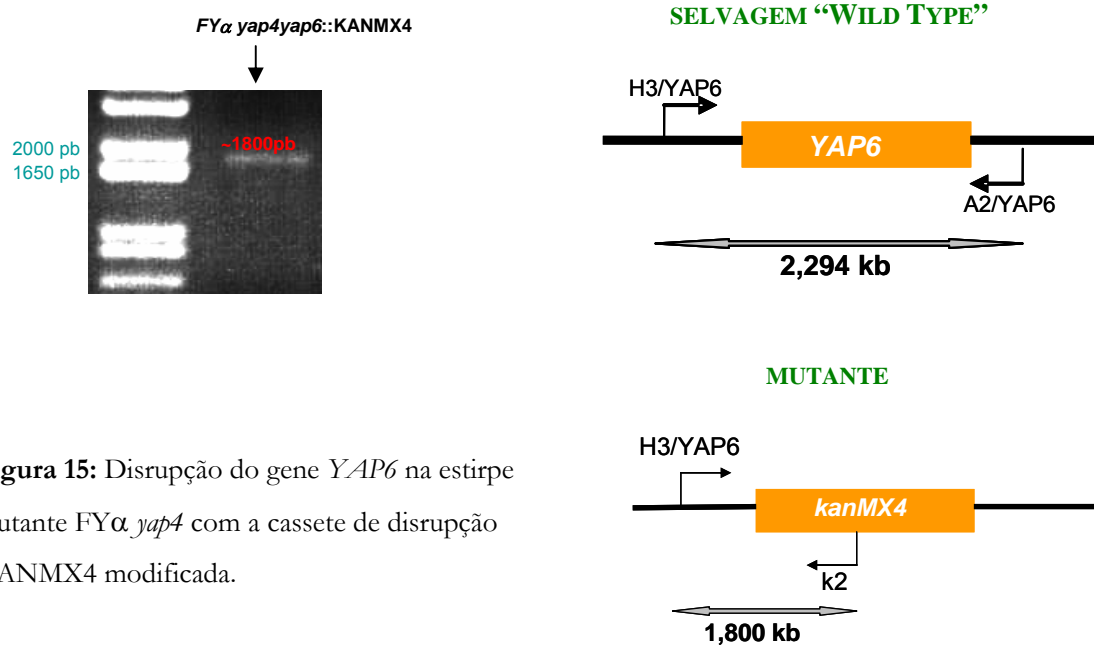 FYα yap4yap6::KANMX4
2000 pb
1650 pb
~1800pb
SELVAGEM “WILD TYPE”
H3/YAP6
YAP6
A2/YAP6
2,294 kb
MUTANTE
H3/YAP6
kanMX4
k2
1,800 kb
gura 15: Disrupção do gene YAP6 na estirpe
utante FYα yap4 com a cassete de disrupção
ANMX4 modificada.